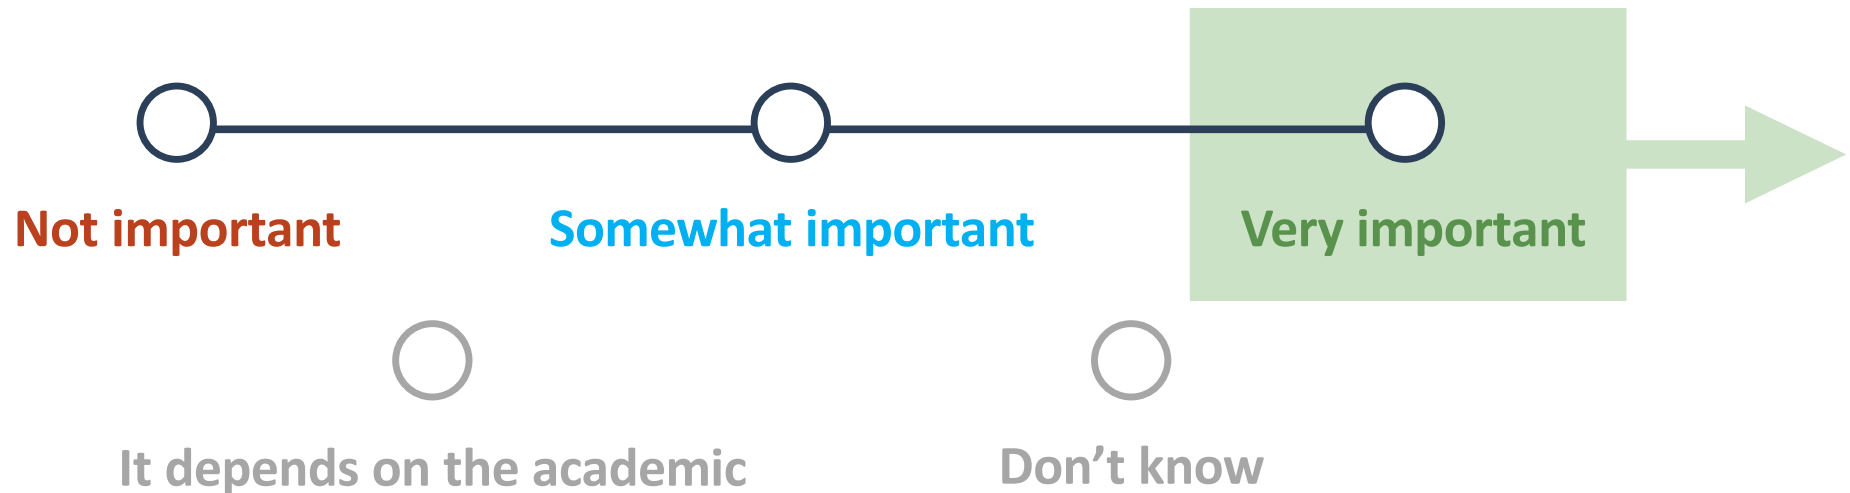 Not important
Somewhat important
Very important
It depends on the academic
Don't know